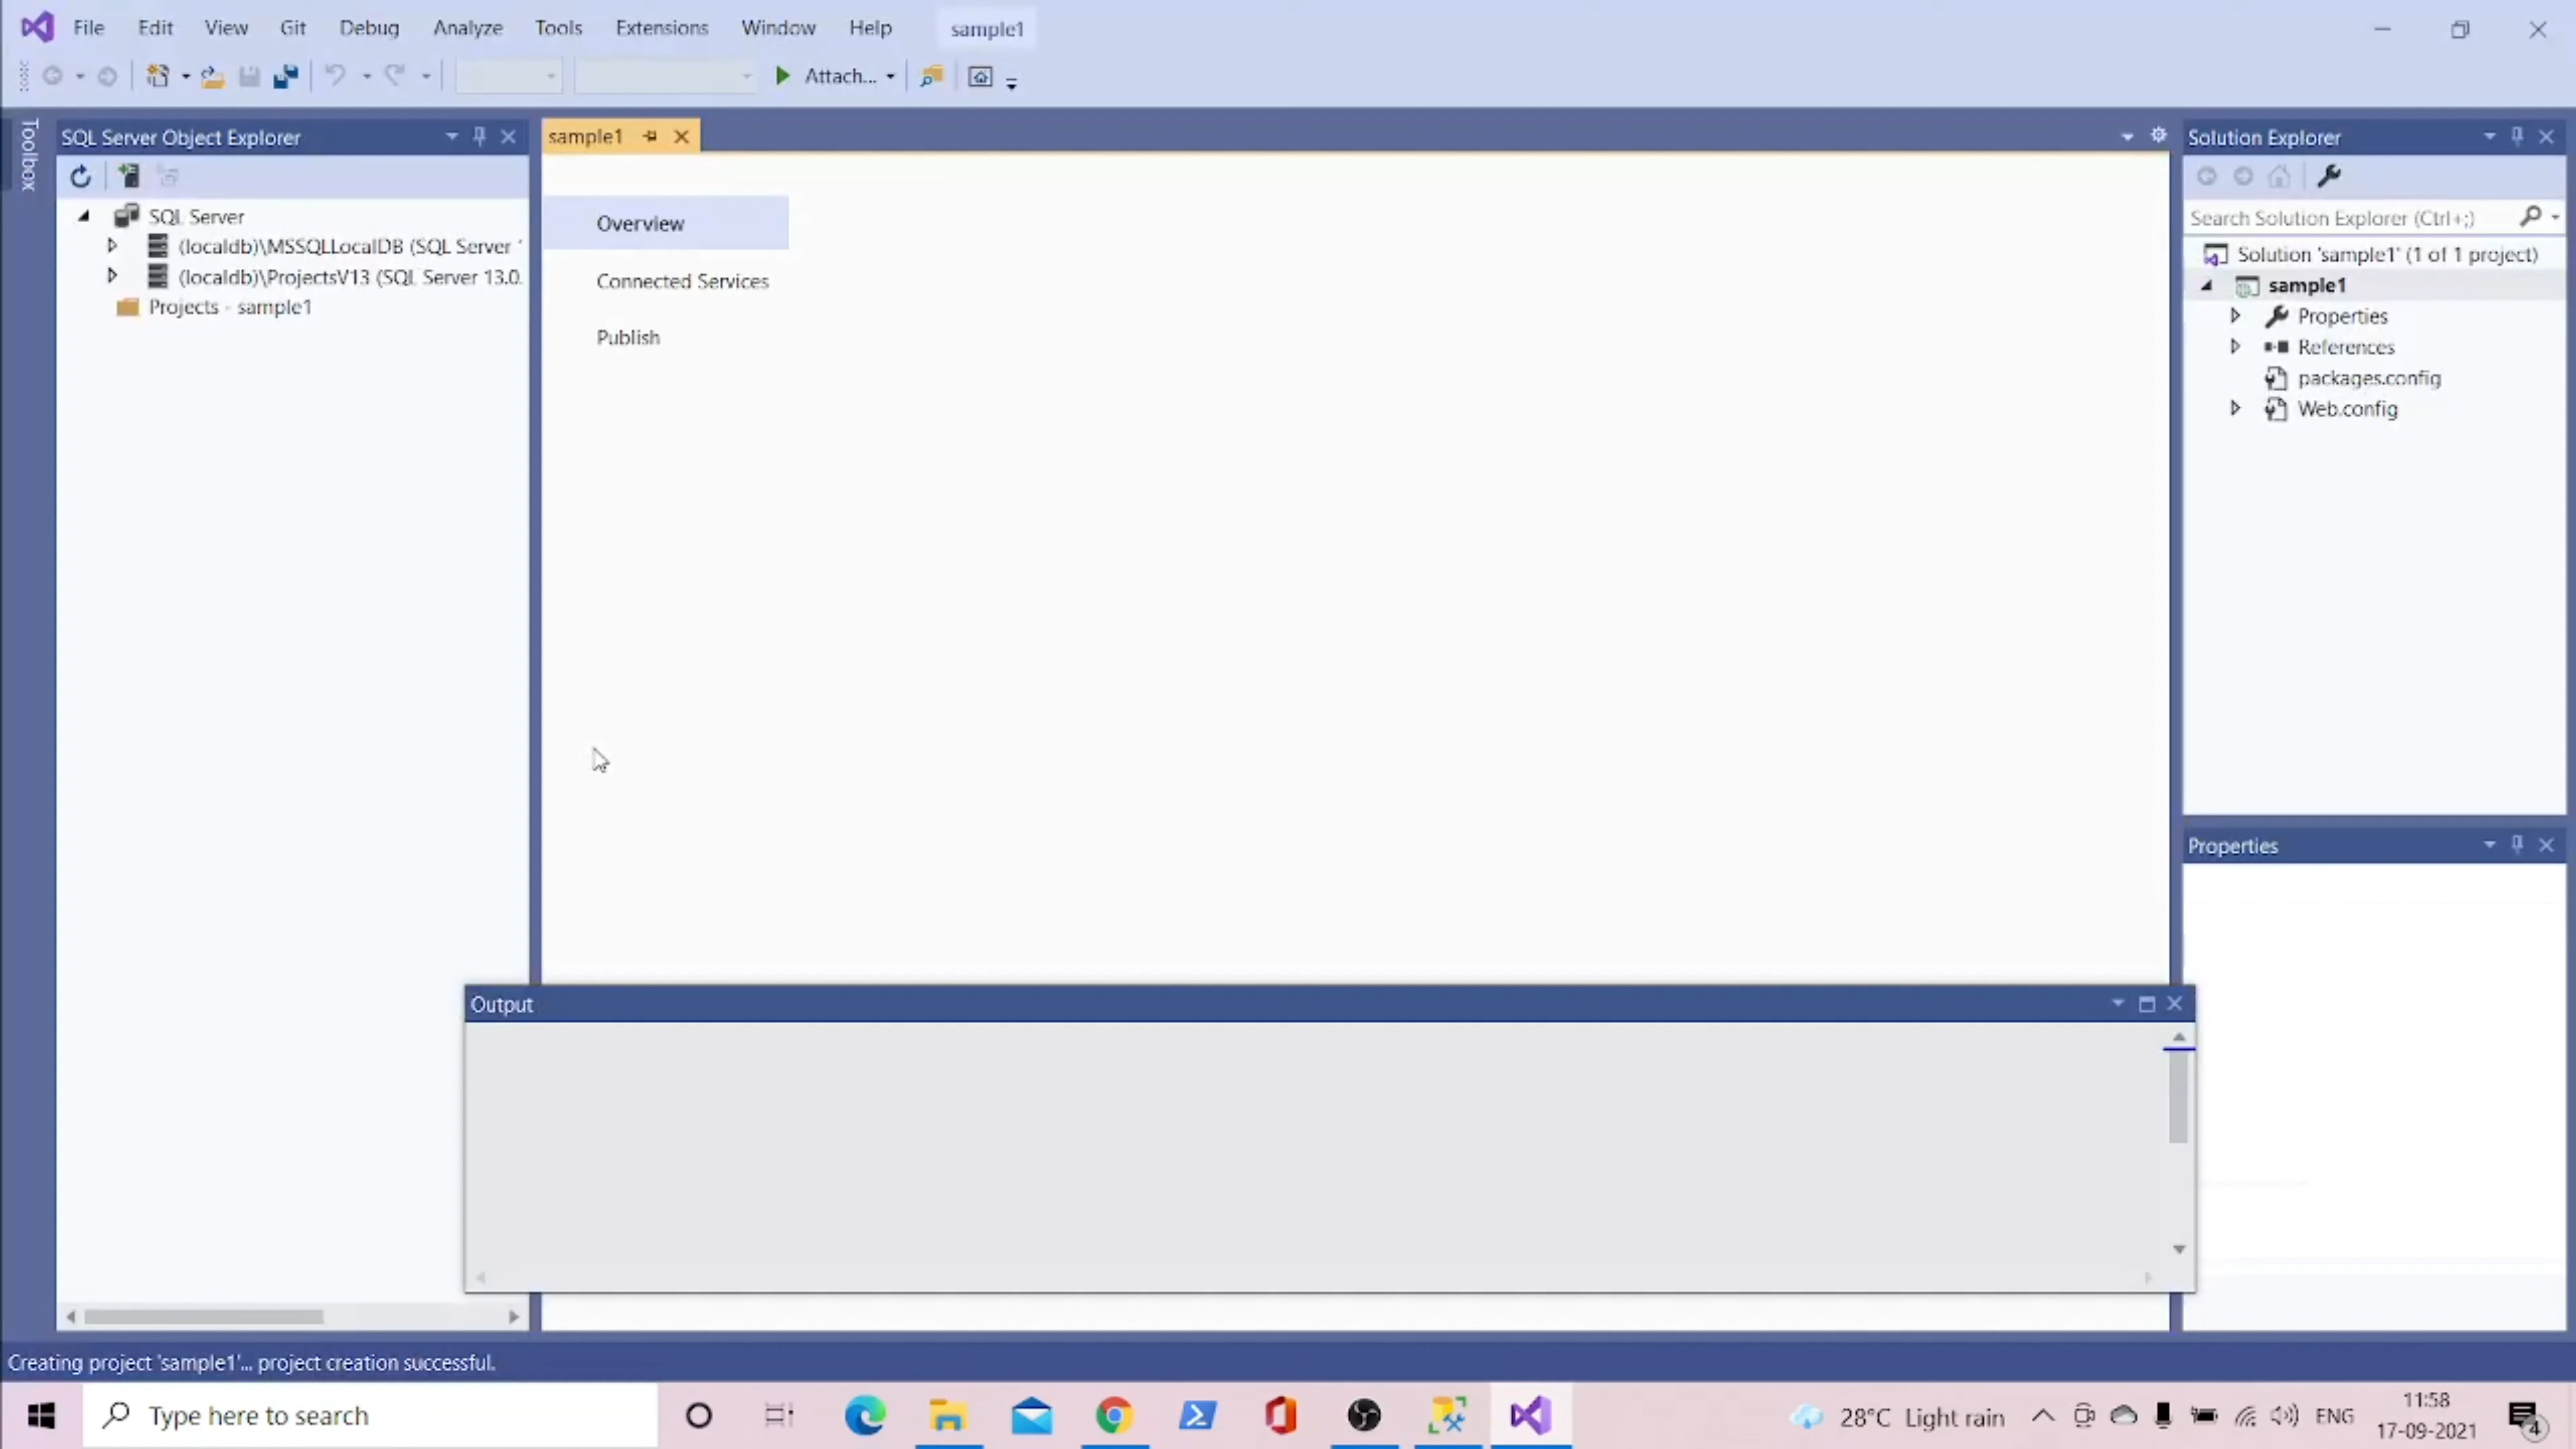 File Edit View Git Debug Analyze Tools Extensions Window Help sample1
Attach...
Toolbox
SQL Server Object Explorer
SQL Server
(localdb)\MSSQLLocalDB (SQL Server
(localdb)\ProjectsV13 (SQL Server 13.0.
Projects - sample1
sample1
Overview
Connected Services
Publish
Solution Explorer
Search Solution Explorer (Ctrl+;)
Solution 'sample1' (1 of 1 project)
sample1
Properties
References
packages.config
Web.config
Properties
Output
Creating project 'sample1'... project creation successful.
Type here to search
28°C Light rain
ENG
11:58
17-09-2021
4